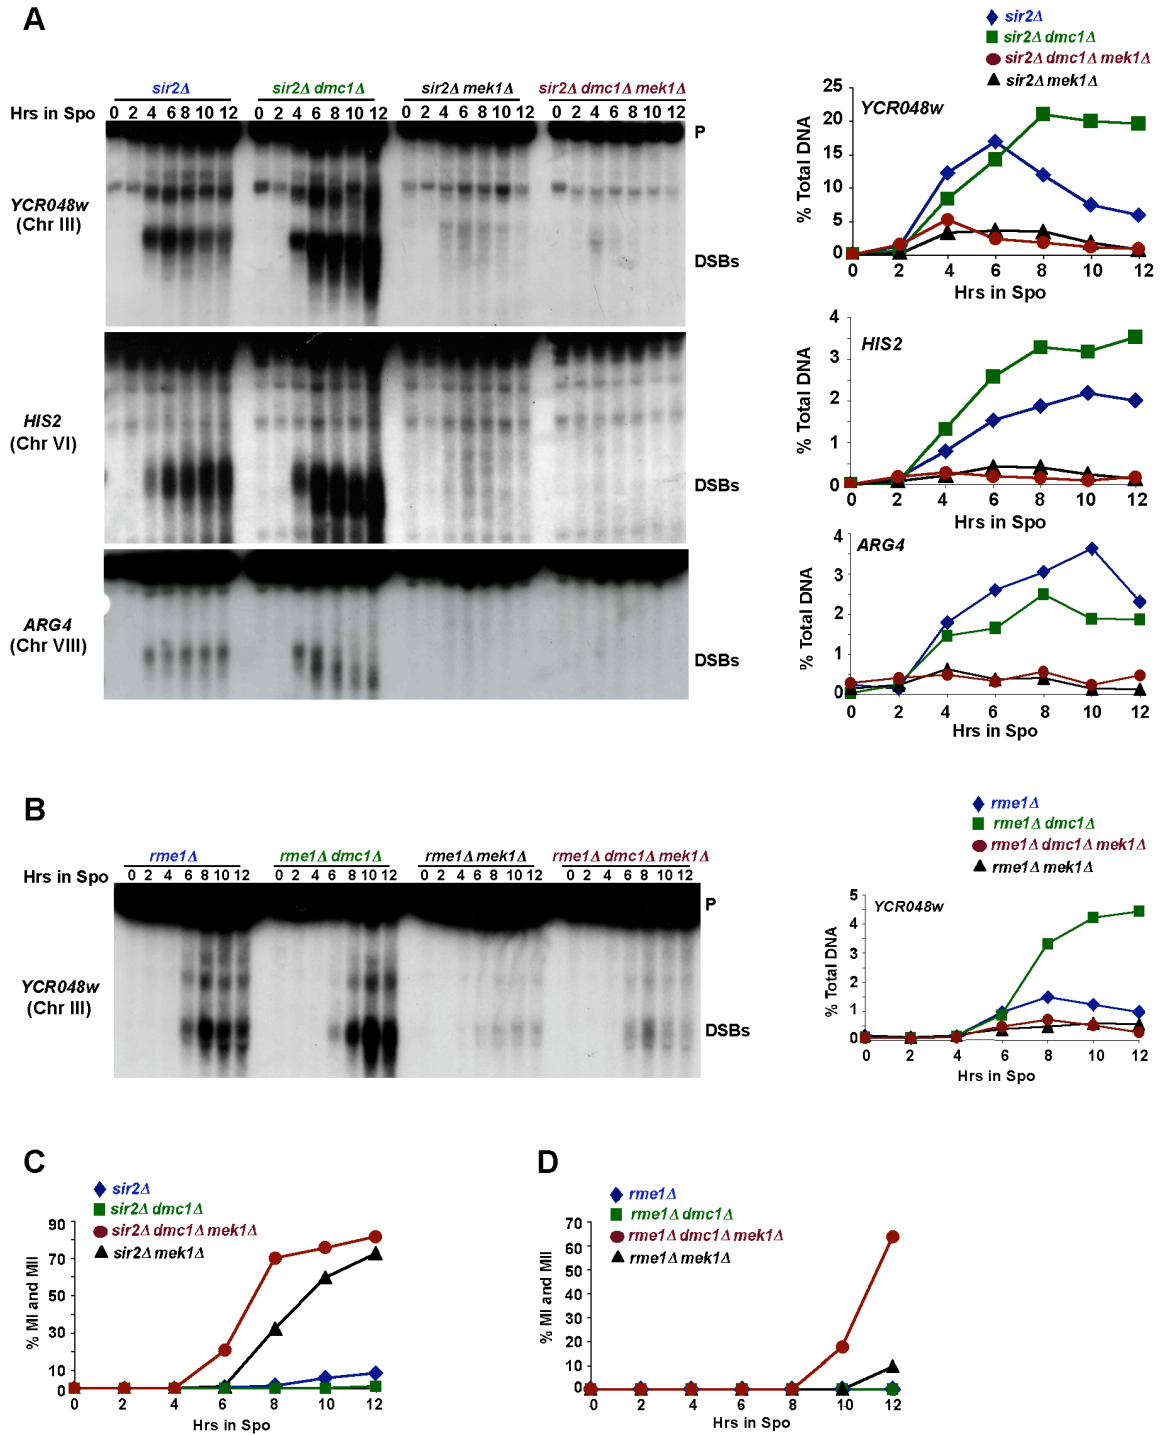 A
sir2Δ
sir2Δ dmc1Δ
sir2Δ dmc1Δ mek1Δ
sir2Δ mek1Δ
sir2Δ sir2Δ dmc1Δ sir2Δ mek1Δ sir2Δ dmc1Δ mek1Δ
Hrs in Spo 0 2 4 6 8 10 12 0 2 4 6 8 10 12 0 2 4 6 8 10 12 0 2 4 6 8 10 12
P
YCR048w
(Chr III)
DSBs
HIS2
(Chr VI)
DSBs
ARG4
(Chr VIII)
DSBs
YCR048w
% Total DNA
25
20
15
10
5
0
0 2 4 6 8 10 12
Hrs in Spo
HIS2
% Total DNA
4
3
2
1
0
0 2 4 6 8 10 12
Hrs in Spo
ARG4
% Total DNA
4
3
2
1
0
0 2 4 6 8 10 12
Hrs in Spo
B
rme1Δ
rme1Δ dmc1Δ
rme1Δ dmc1Δ mek1Δ
rme1Δ mek1Δ
rme1Δ rme1Δ dmc1Δ rme1Δ mek1Δ rme1Δ dmc1Δ mek1Δ
Hrs in Spo 0 2 4 6 8 10 12 0 2 4 6 8 10 12 0 2 4 6 8 10 12 0 2 4 6 8 10 12
P
YCR048w
(Chr III)
DSBs
YCR048w
% Total DNA
5
4
3
2
1
0
0 2 4 6 8 10 12
Hrs in Spo
C
sir2Δ
sir2Δ dmc1Δ
sir2Δ dmc1Δ mek1Δ
sir2Δ mek1Δ
% MI and MII
90
70
50
30
10
0
0 2 4 6 8 10 12
Hrs in Spo
D
rme1Δ
rme1Δ dmc1Δ
rme1Δ dmc1Δ mek1Δ
rme1Δ mek1Δ
% MI and MII
70
60
50
40
30
20
10
0
0 2 4 6 8 10 12
Hrs in Spo